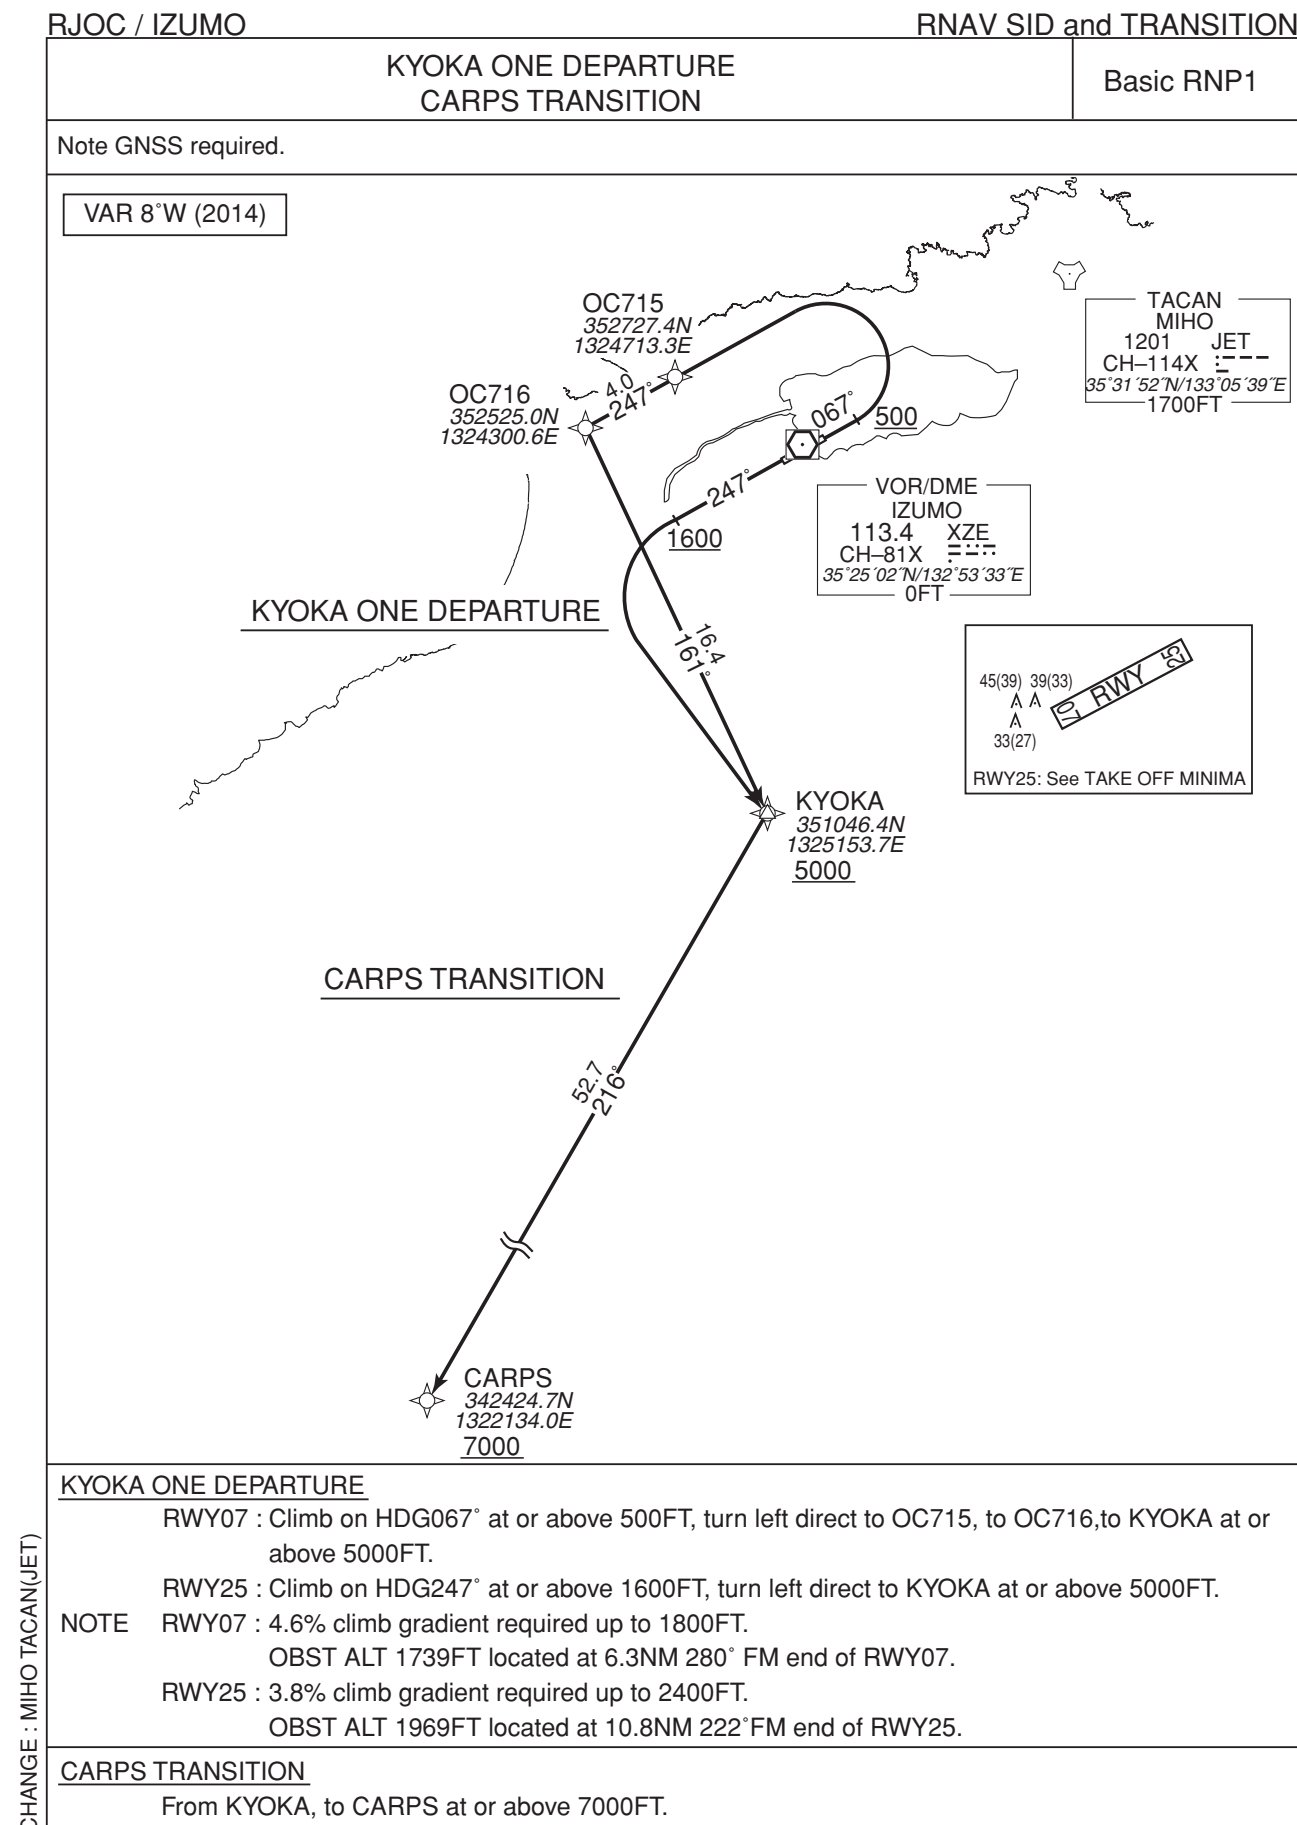 RJOC / IZUMO
RNAV SID and TRANSITION
KYOKA ONE DEPARTURE
CARPS TRANSITION
Basic RNP1
Note GNSS required.
VAR 8˚W (2014)
OC715
352727.4N
1324713.3E
OC716
352525.0N
1324300.6E
4.0
247˚
067˚
500
TACAN
MIHO
1201 JET
CH–114X
35˚31´52˝N/133˚05´39˝E
1700FT
VOR/DME
IZUMO
113.4 XZE
CH–81X
35˚25´02˝N/132˚53´33˝E
0FT
247˚
1600
KYOKA ONE DEPARTURE
16.4
161˚
45(39) 39(33)
33(27)
07 RWY 25
RWY25: See TAKE OFF MINIMA
KYOKA
351046.4N
1325153.7E
5000
CARPS TRANSITION
52.7
216˚
CARPS
342424.7N
1322134.0E
7000
KYOKA ONE DEPARTURE
RWY07 : Climb on HDG067˚ at or above 500FT, turn left direct to OC715, to OC716,to KYOKA at or
above 5000FT.
RWY25 : Climb on HDG247˚ at or above 1600FT, turn left direct to KYOKA at or above 5000FT.
NOTE RWY07 : 4.6% climb gradient required up to 1800FT.
OBST ALT 1739FT located at 6.3NM 280˚ FM end of RWY07.
RWY25 : 3.8% climb gradient required up to 2400FT.
OBST ALT 1969FT located at 10.8NM 222˚FM end of RWY25.
CARPS TRANSITION
From KYOKA, to CARPS at or above 7000FT.
CHANGE : MIHO TACAN(JET)